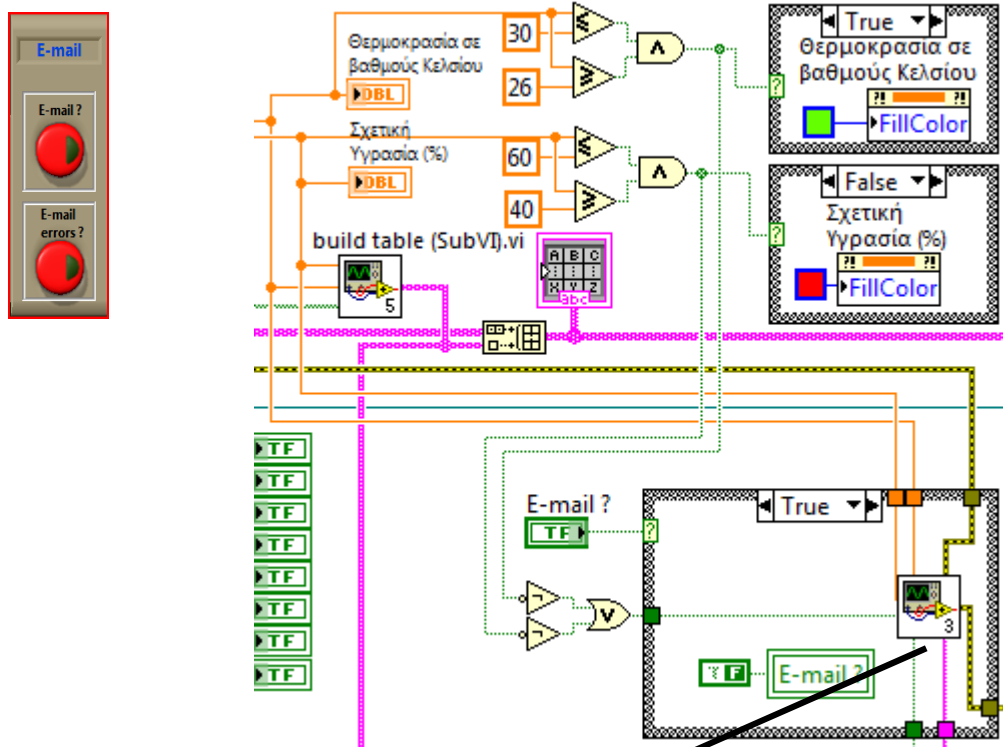 E-mail
E-mail ?
E-mail
errors ?
Θερμοκρασία σε
βαθμούς Κελσίου
DBL
30
26
Σχετική
Υγρασία (%)
DBL
60
40
True
Θερμοκρασία σε
βαθμούς Κελσίου
FillColor
False
Σχετική
Υγρασία (%)
FillColor
build table (SubVI).vi
5
A B C
X Y Z
abc
TF
TF
TF
TF
TF
TF
TF
TF
E-mail ?
TF
True
?
3
F
E-mail ?